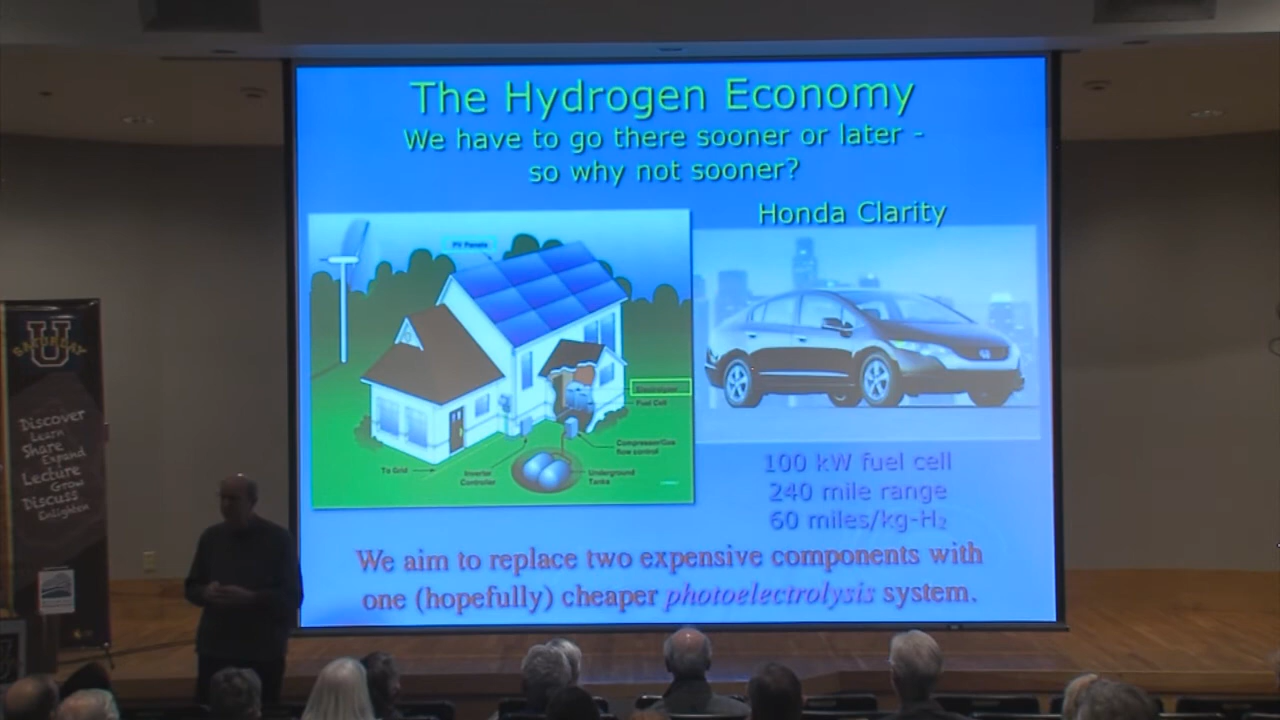 The Hydrogen Economy
We have to go there sooner or later -
so why not sooner?
Honda Clarity
PV Panels
Electrolyzer
Fuel Cell
Compressor/Gas
flow control
To Grid
Inverter
Controller
Underground
Tanks
100 kW fuel cell
240 mile range
60 miles/kg-H₂
We aim to replace two expensive components with
one (hopefully) cheaper photoelectrolysis system.
U
SATURDAY
Discover
Learn
Share
Expand
Lecture
Grow
Discuss
Enlighten